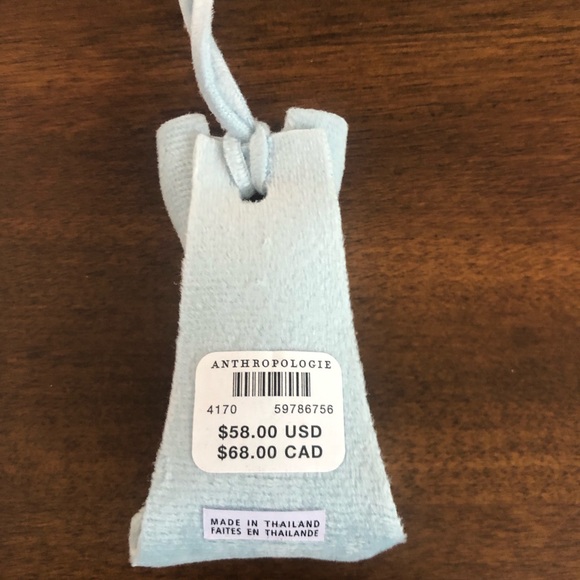 ANTHROPOLOGIE
4170 59786756
$58.00 USD
$68.00 CAD
MADE IN THAILAND
FAITES EN THAILANDE